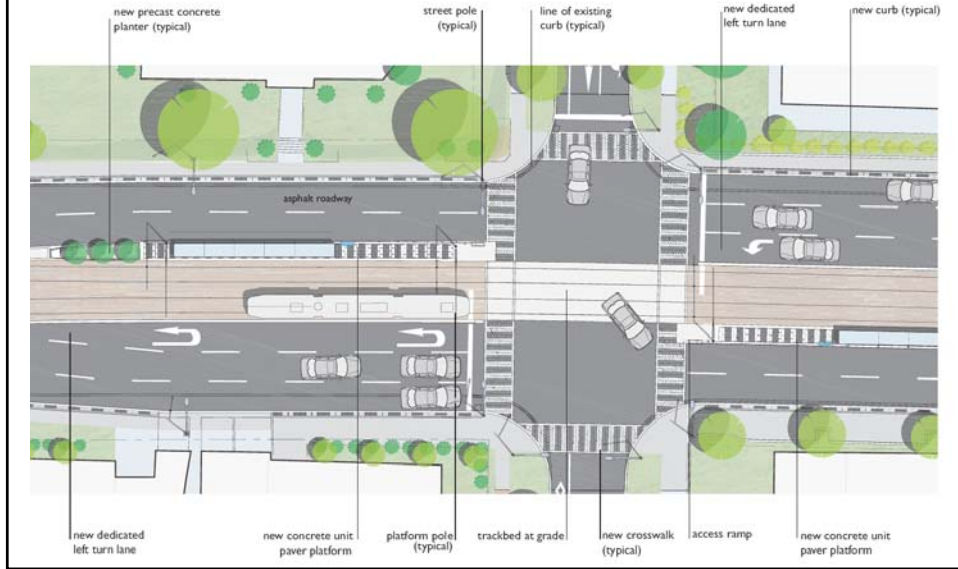 new precast concrete
planter (typical)
street pole
(typical)
line of existing
curb (typical)
new dedicated
left turn lane
new curb (typical)
asphalt roadway
new dedicated
left turn lane
new concrete unit
paver platform
platform pole
(typical)
trackbed at grade
new crosswalk
(typical)
access ramp
new concrete unit
paver platform